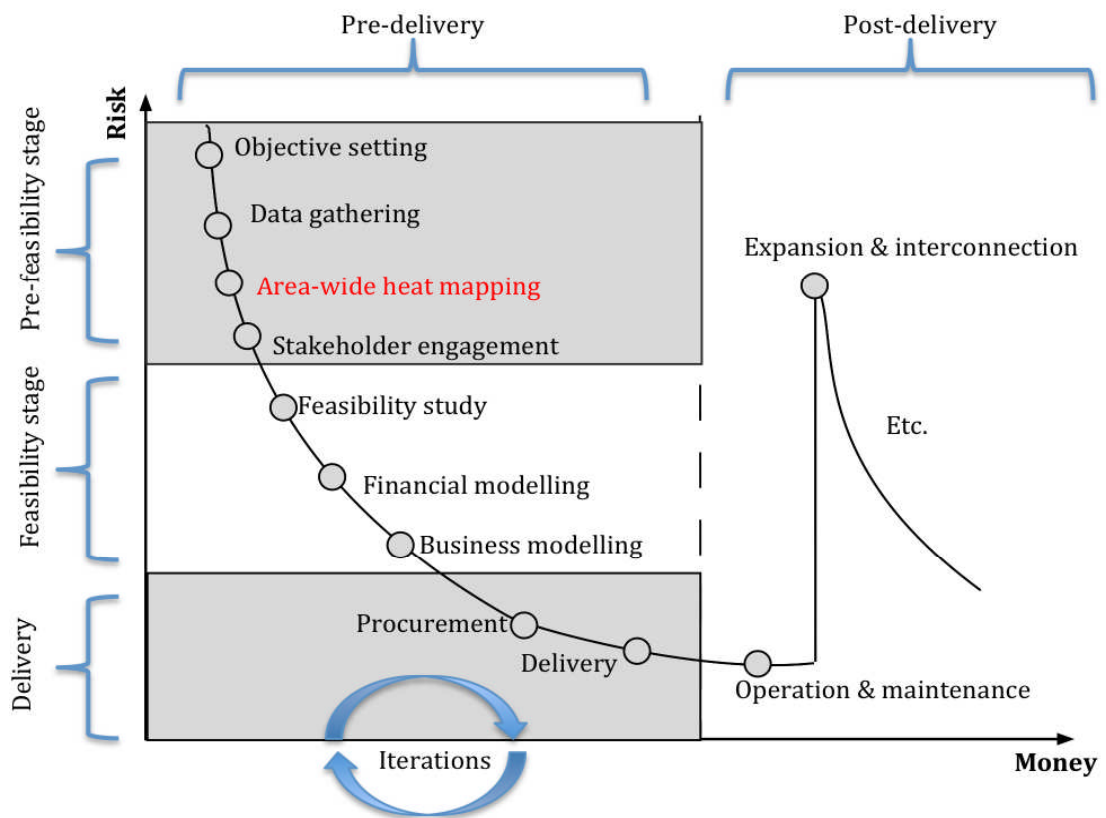 Pre-delivery
Post-delivery
Risk
Pre-feasibility stage
Objective setting
Data gathering
Area-wide heat mapping
Stakeholder engagement
Expansion & interconnection
Feasibility stage
Feasibility study
Etc.
Financial modelling
Business modelling
Delivery
Procurement
Delivery
Operation & maintenance
Iterations
Money